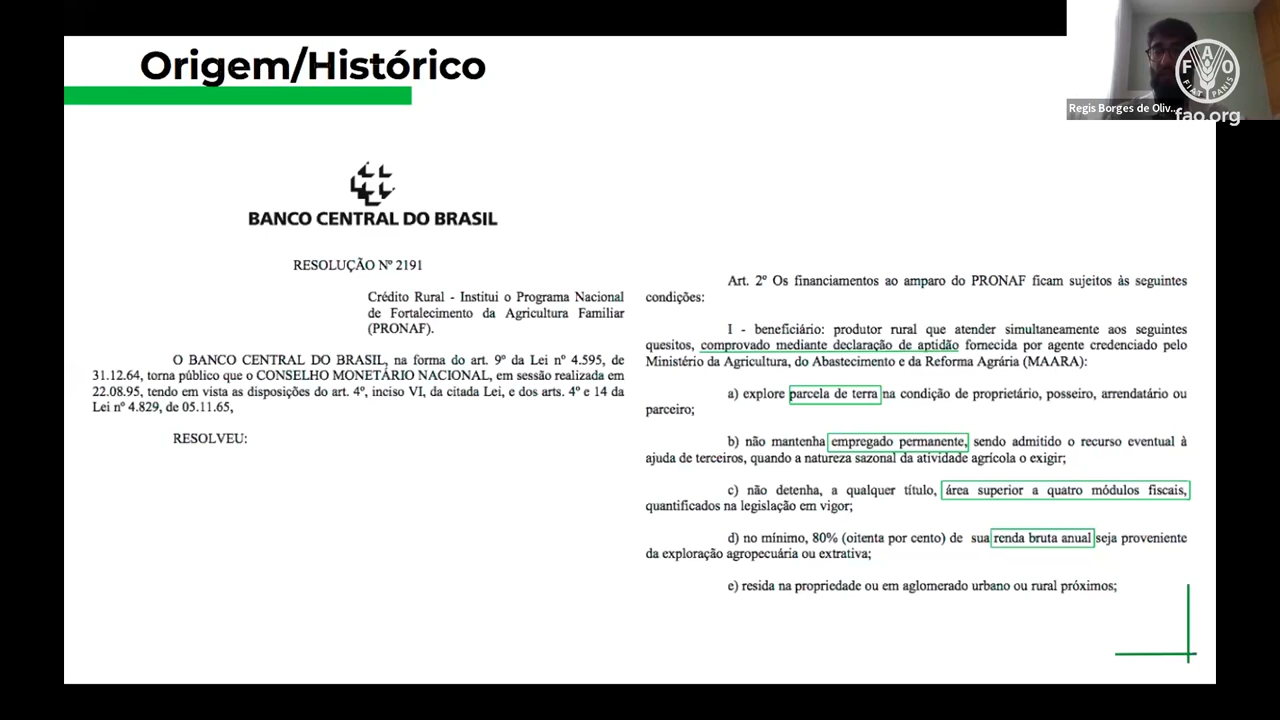 Origem/Histórico
FAO
FIAT PANIS
Regis Borges de Oliv...
fao.org
BANCO CENTRAL DO BRASIL
RESOLUÇÃO Nº 2191
Crédito Rural - Institui o Programa Nacional
de Fortalecimento da Agricultura Familiar
(PRONAF).
O BANCO CENTRAL DO BRASIL, na forma do art. 9º da Lei nº 4.595, de
31.12.64, torna público que o CONSELHO MONETÁRIO NACIONAL, em sessão realizada em
22.08.95, tendo em vista as disposições do art. 4º, inciso VI, da citada Lei, e dos arts. 4º e 14 da
Lei nº 4.829, de 05.11.65,
RESOLVEU:
Art. 2º Os financiamentos ao amparo do PRONAF ficam sujeitos às seguintes
condições:
I - beneficiário: produtor rural que atender simultaneamente aos seguintes
quesitos, comprovado mediante declaração de aptidão fornecida por agente credenciado pelo
Ministério da Agricultura, do Abastecimento e da Reforma Agrária (MAARA):
a) explore parcela de terra na condição de proprietário, posseiro, arrendatário ou
parceiro;
b) não mantenha empregado permanente, sendo admitido o recurso eventual à
ajuda de terceiros, quando a natureza sazonal da atividade agrícola o exigir;
c) não detenha, a qualquer título, área superior a quatro módulos fiscais,
quantificados na legislação em vigor;
d) no mínimo, 80% (oitenta por cento) de sua renda bruta anual seja proveniente
da exploração agropecuária ou extrativa;
e) resida na propriedade ou em aglomerado urbano ou rural próximos;